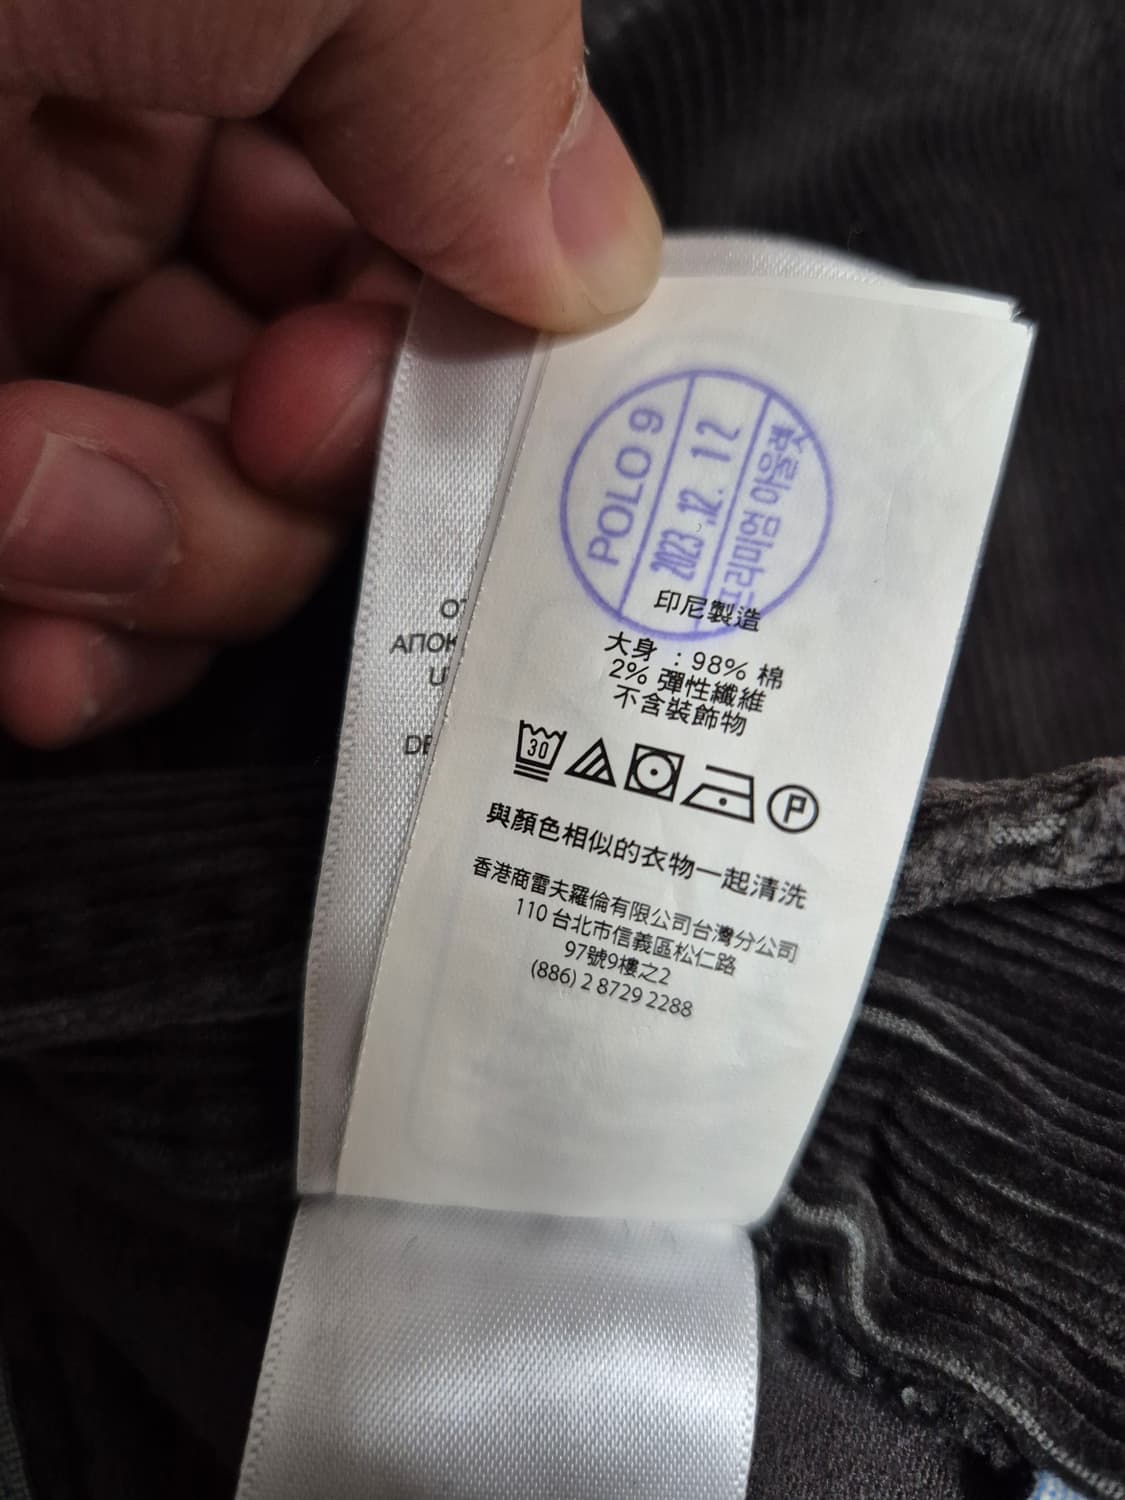 POLO 9
2023.12.12
프리미엄 아울렛
印尼製造
大身 : 98% 棉
2% 彈性纖維
不含裝飾物
30
P
與顏色相似的衣物一起清洗
香港商雷夫羅倫有限公司台灣分公司
110 台北市信義區松仁路
97號9樓之2
(886) 2 8729 2288